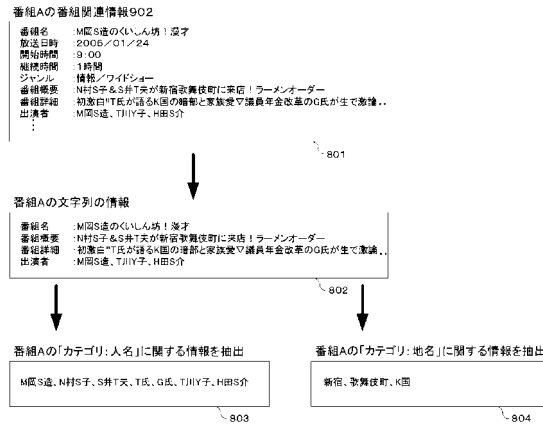 番組Aの番組関連情報902
番組名　:M岡S造のくいしん坊！漫才
放送日時　:2005／01／24
開始時間　:9:00
継続時間　:1時間
ジャンル　:情報／ワイドショー
番組概要　:N村S子＆S井T夫が新宿歌舞伎町に来店！ラーメンオーダー
番組詳細　:初激白"T氏が語るK国の暗部と家族愛▽議員年金改革のG氏が生で激論..
出演者　:M岡S造、T川Y子、H田S介
801
番組Aの文字列の情報
番組名　:M岡S造のくいしん坊！漫才
番組概要　:N村S子＆S井T夫が新宿歌舞伎町に来店！ラーメンオーダー
番組詳細　:初激白"T氏が語るK国の暗部と家族愛▽議員年金改革のG氏が生で激論..
出演者　:M岡S造、T川Y子、H田S介
802
番組Aの「カテゴリ:人名」に関する情報を抽出
M岡S造、N村S子、S井T夫、T氏、G氏、T川Y子、H田S介
803
番組Aの「カテゴリ:地名」に関する情報を抽出
新宿、歌舞伎町、K国
804